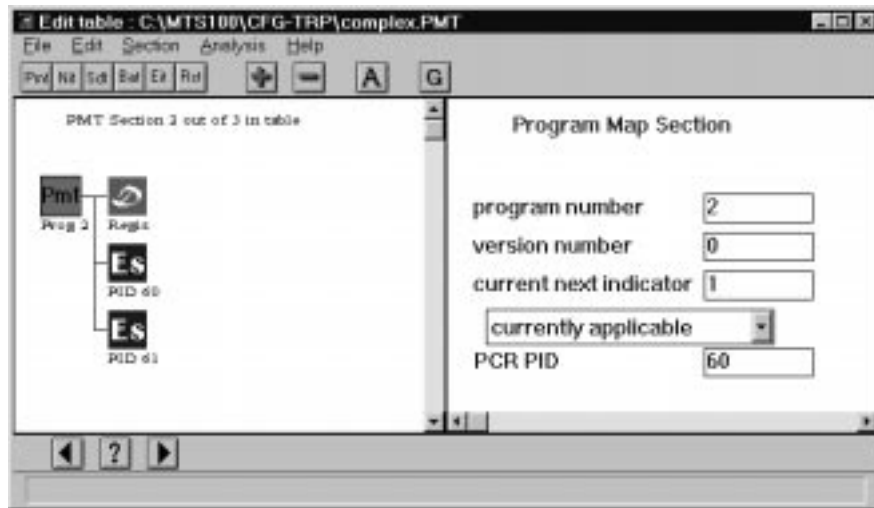 Edit table : C:\MTS100\CFG-TRP\complex.PMT
File Edit Section Analysis Help
Pmt Nit Sdt Bat Eit Rst A G
PMT Section 2 out of 3 in table
Program Map Section
Pmt
Prog 2 Regis
program number 2
version number 0
Es
PID 60
current next indicator 1
currently applicable
Es
PID 61
PCR PID 60
?